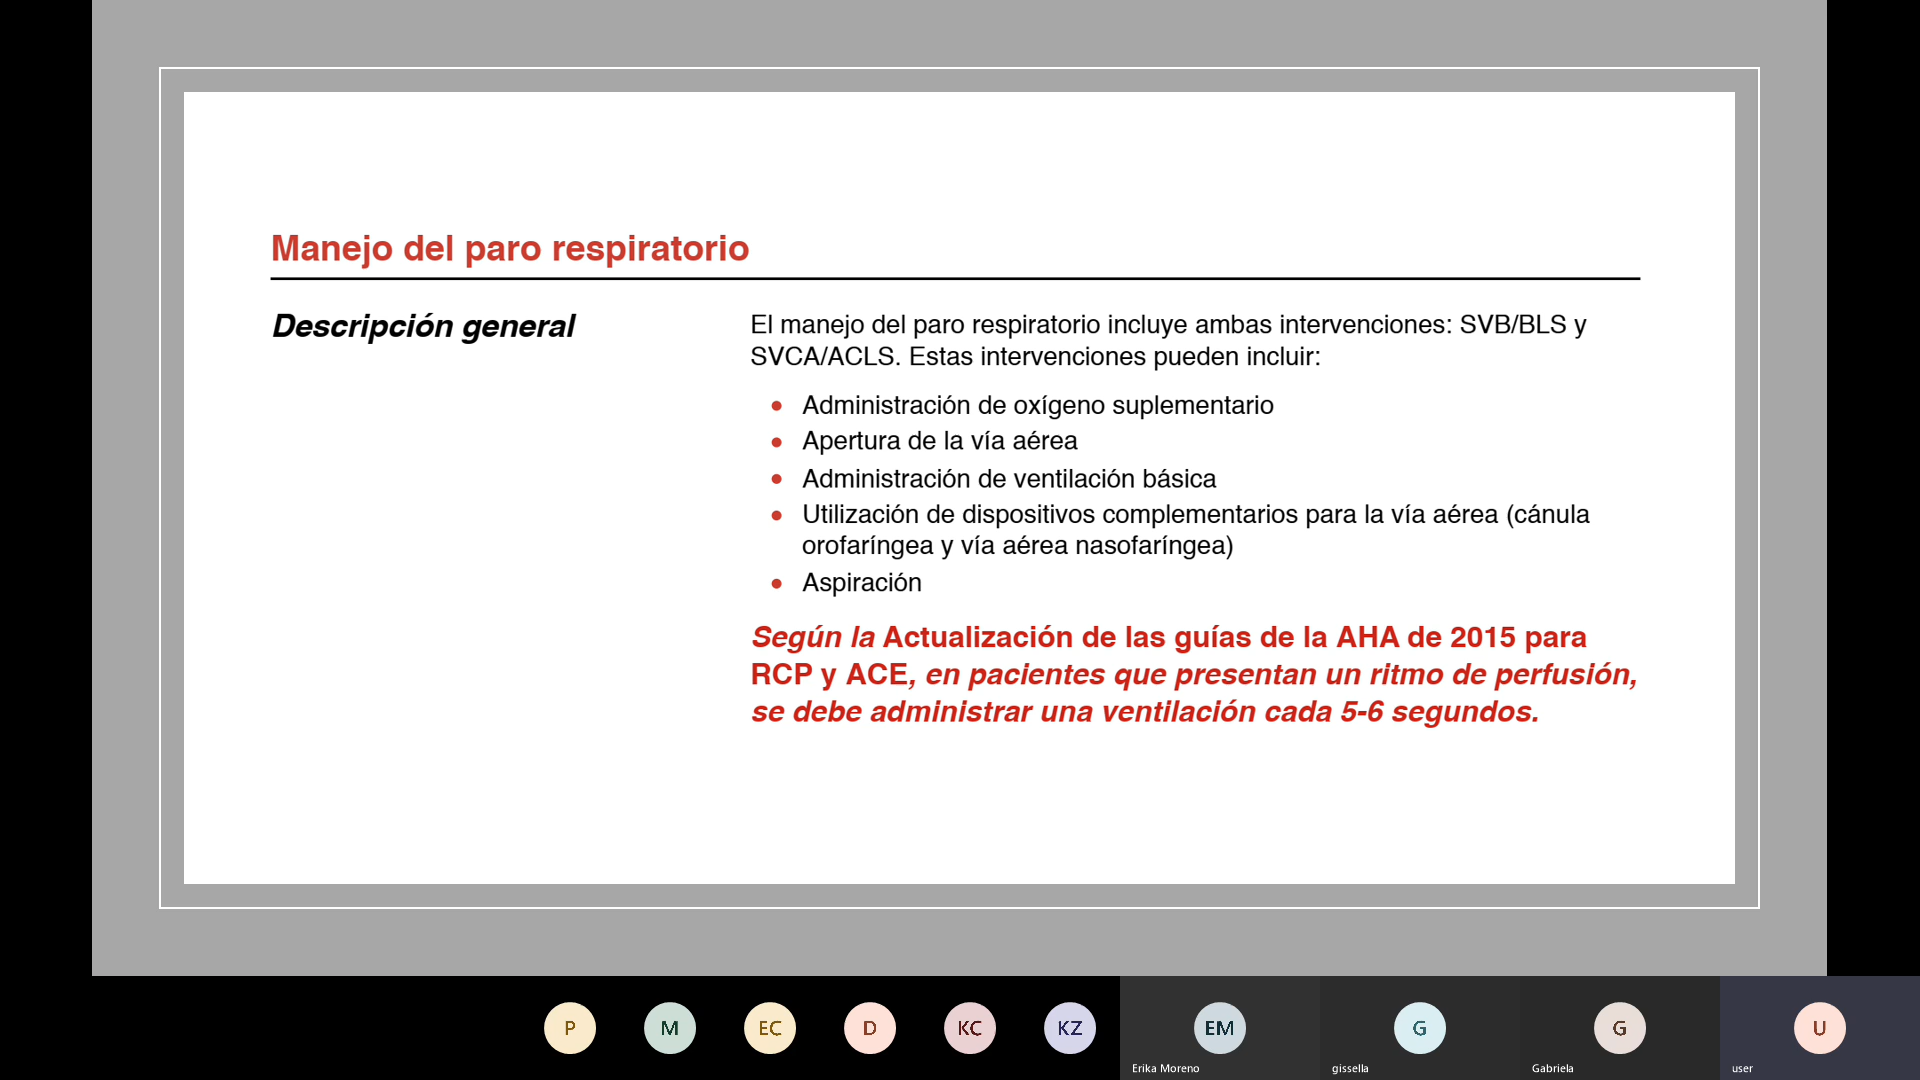 Manejo del paro respiratorio
Descripción general
El manejo del paro respiratorio incluye ambas intervenciones: SVB/BLS y
SVCA/ACLS. Estas intervenciones pueden incluir:
• Administración de oxígeno suplementario
• Apertura de la vía aérea
• Administración de ventilación básica
• Utilización de dispositivos complementarios para la vía aérea (cánula
orofaríngea y vía aérea nasofaríngea)
• Aspiración
Según la Actualización de las guías de la AHA de 2015 para
RCP y ACE, en pacientes que presentan un ritmo de perfusión,
se debe administrar una ventilación cada 5-6 segundos.
P M EC D KC KZ EM G G U
Erika Moreno gissella Gabriela user